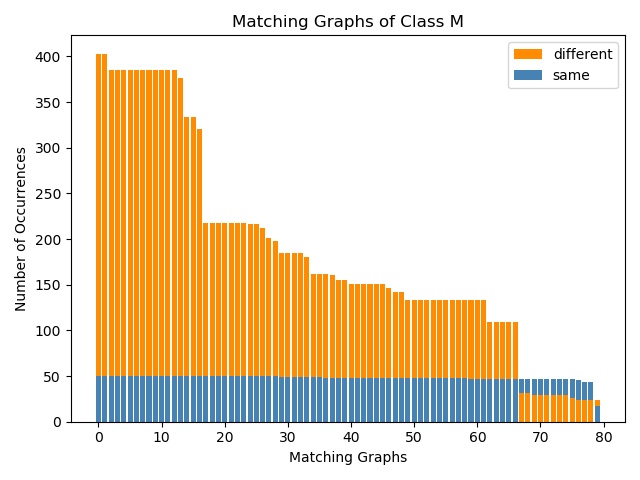 Matching Graphs of Class M
different
same
Number of Occurrences
400
350
300
250
200
150
100
50
0
0 10 20 30 40 50 60 70 80
Matching Graphs